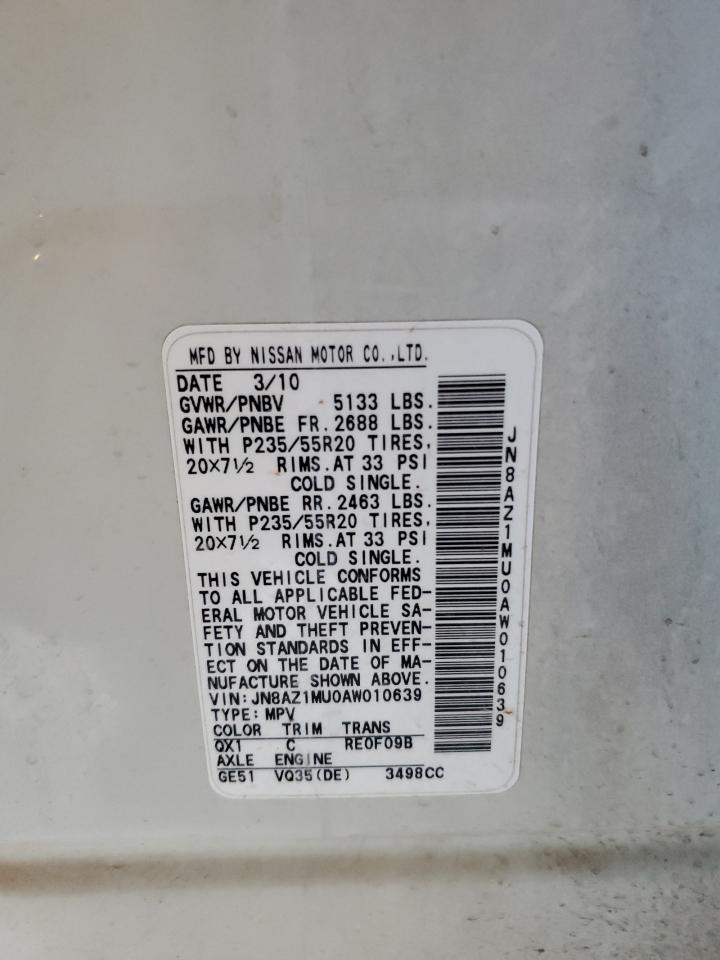 MFD BY NISSAN MOTOR CO.,LTD.
DATE 3/10
GVWR/PNBV 5133 LBS.
GAWR/PNBE FR. 2688 LBS.
WITH P235/55R20 TIRES,
20×7½ RIMS. AT 33 PSI
COLD SINGLE.
GAWR/PNBE RR. 2463 LBS.
WITH P235/55R20 TIRES,
20×7½ RIMS. AT 33 PSI
COLD SINGLE.
THIS VEHICLE CONFORMS
TO ALL APPLICABLE FED-
ERAL MOTOR VEHICLE SA-
FETY AND THEFT PREVEN-
TION STANDARDS IN EFF-
ECT ON THE DATE OF MA-
NUFACTURE SHOWN ABOVE.
VIN:JN8AZ1MU0AW010639
TYPE:MPV
COLOR TRIM TRANS
QX1 C RE0F09B
AXLE ENGINE
GE51 VQ35(DE) 3498CC
JN8AZ1MU0AW010639